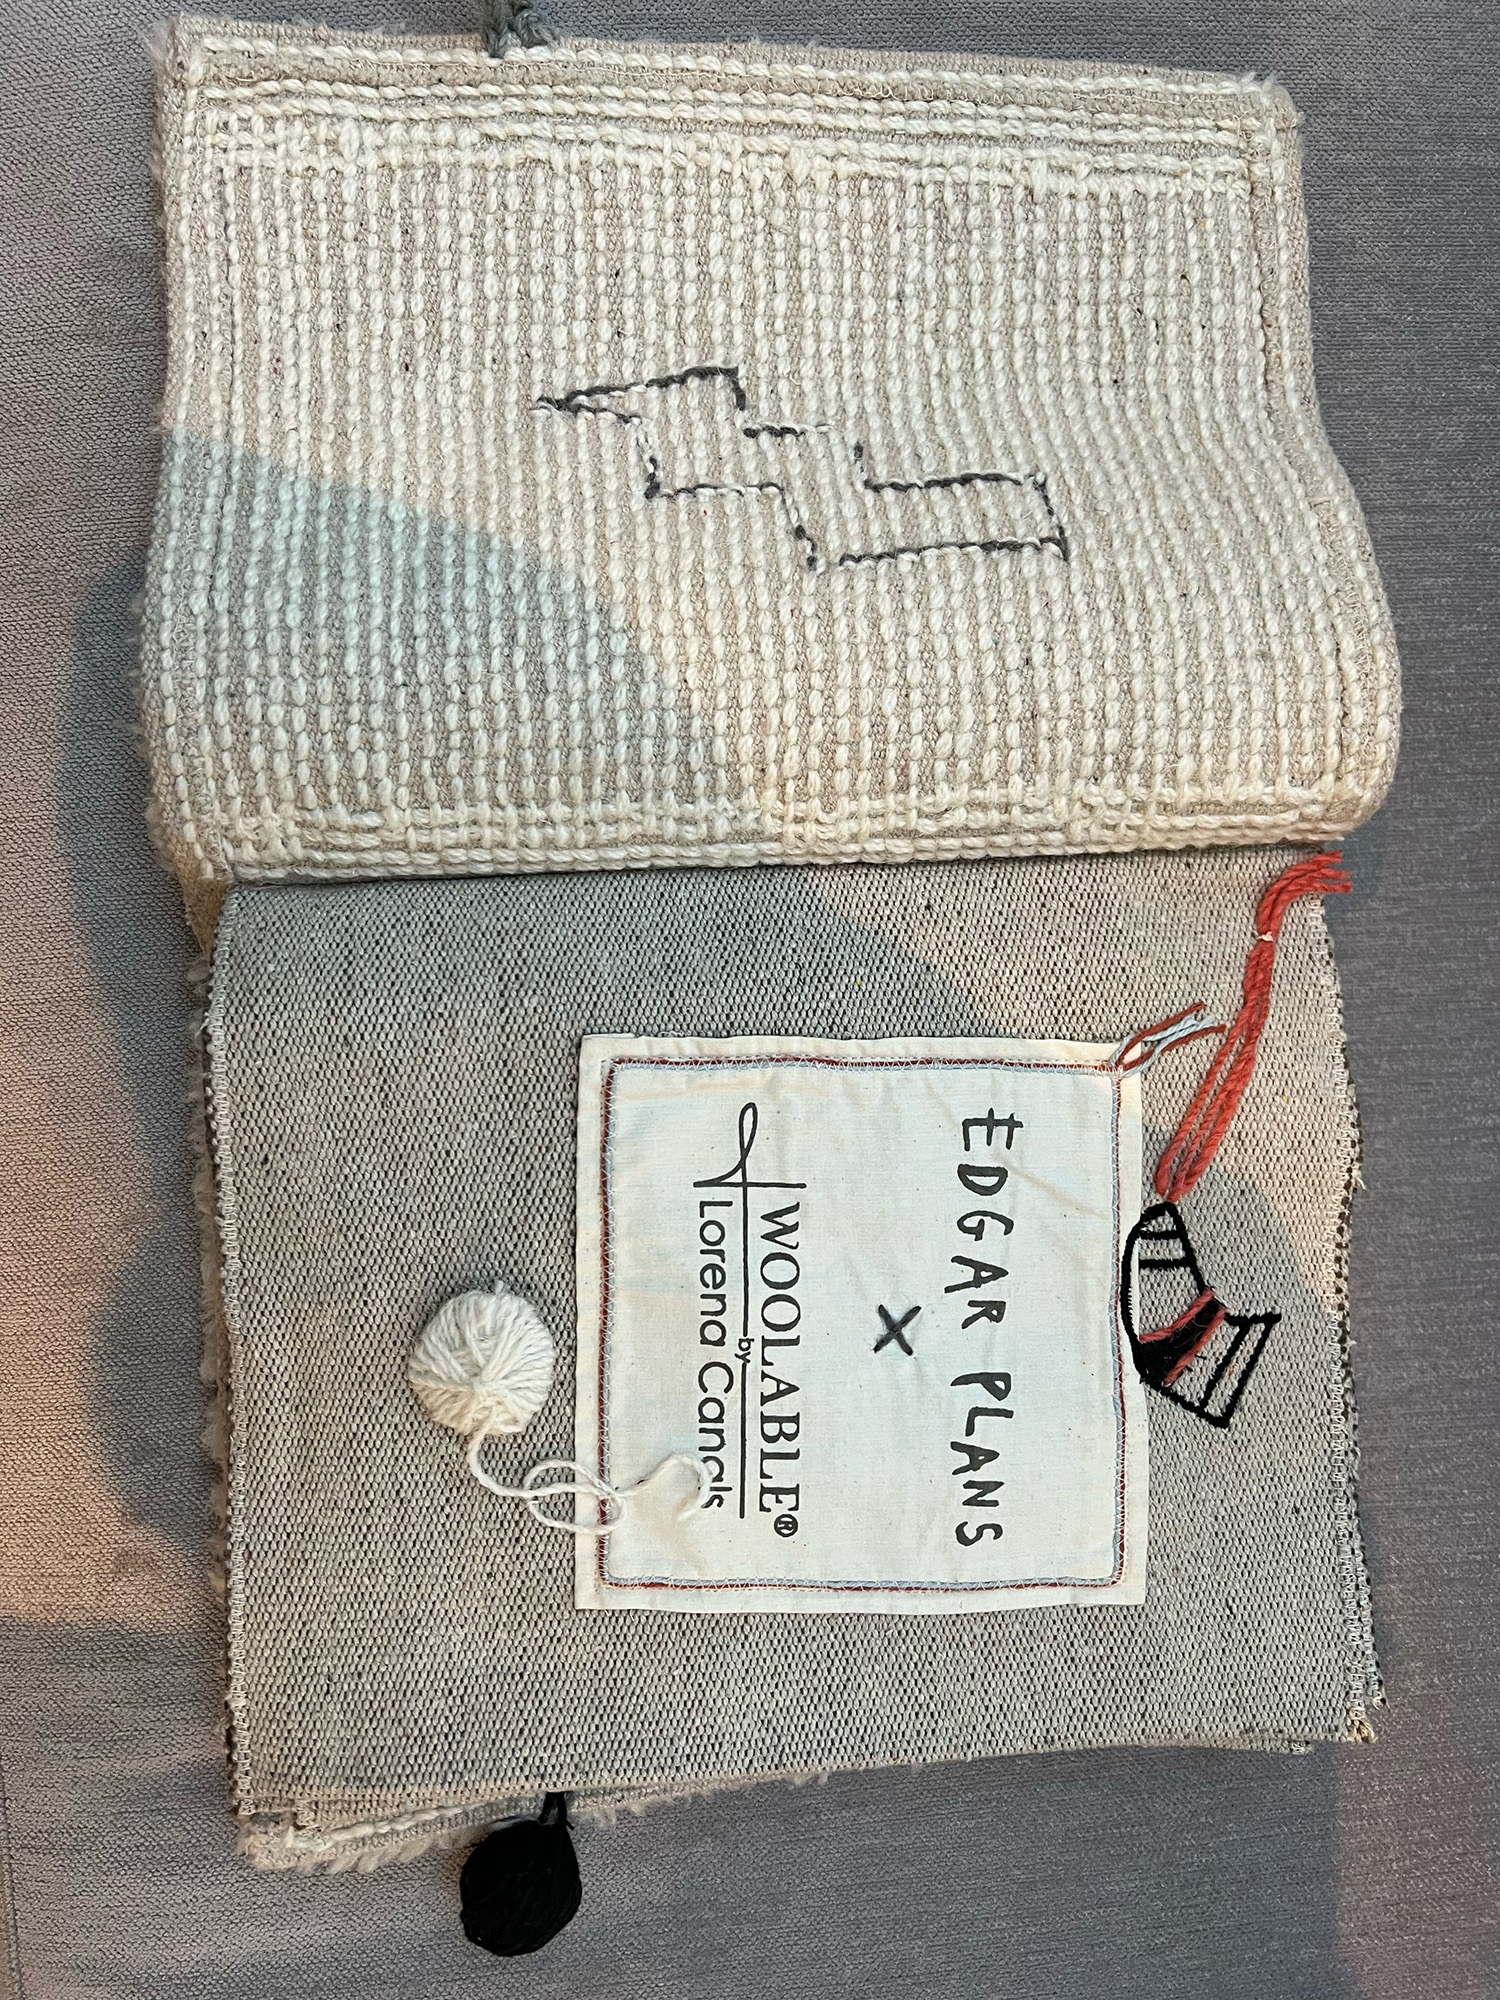 EDGAR PLANS
X
WOOLABLE®
by
Lorena Canals